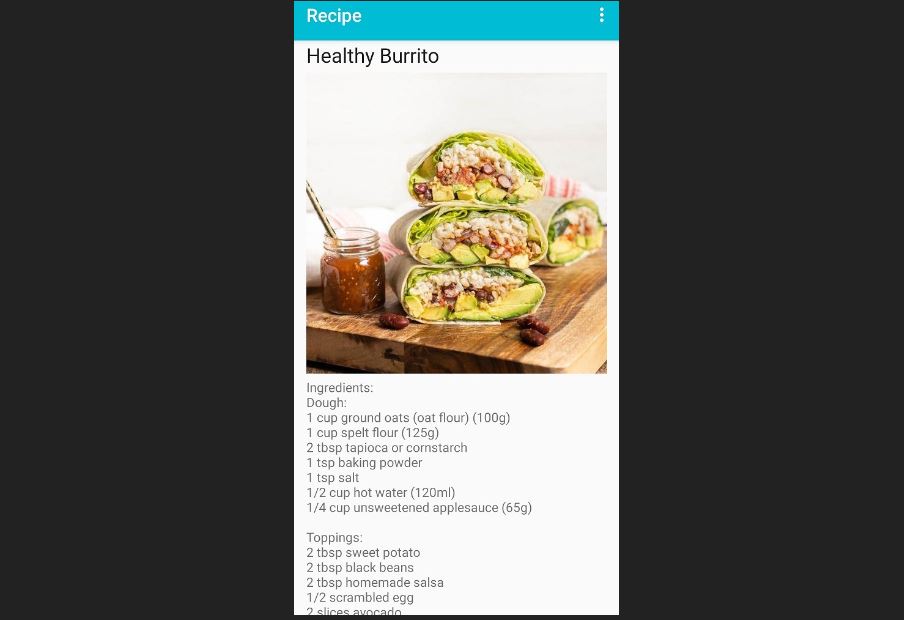 Recipe
Healthy Burrito
Ingredients:
Dough:
1 cup ground oats (oat flour) (100g)
1 cup spelt flour (125g)
2 tbsp tapioca or cornstarch
1 tsp baking powder
1 tsp salt
1/2 cup hot water (120ml)
1/4 cup unsweetened applesauce (65g)
Toppings:
2 tbsp sweet potato
2 tbsp black beans
2 tbsp homemade salsa
1/2 scrambled egg
2 slices avocado